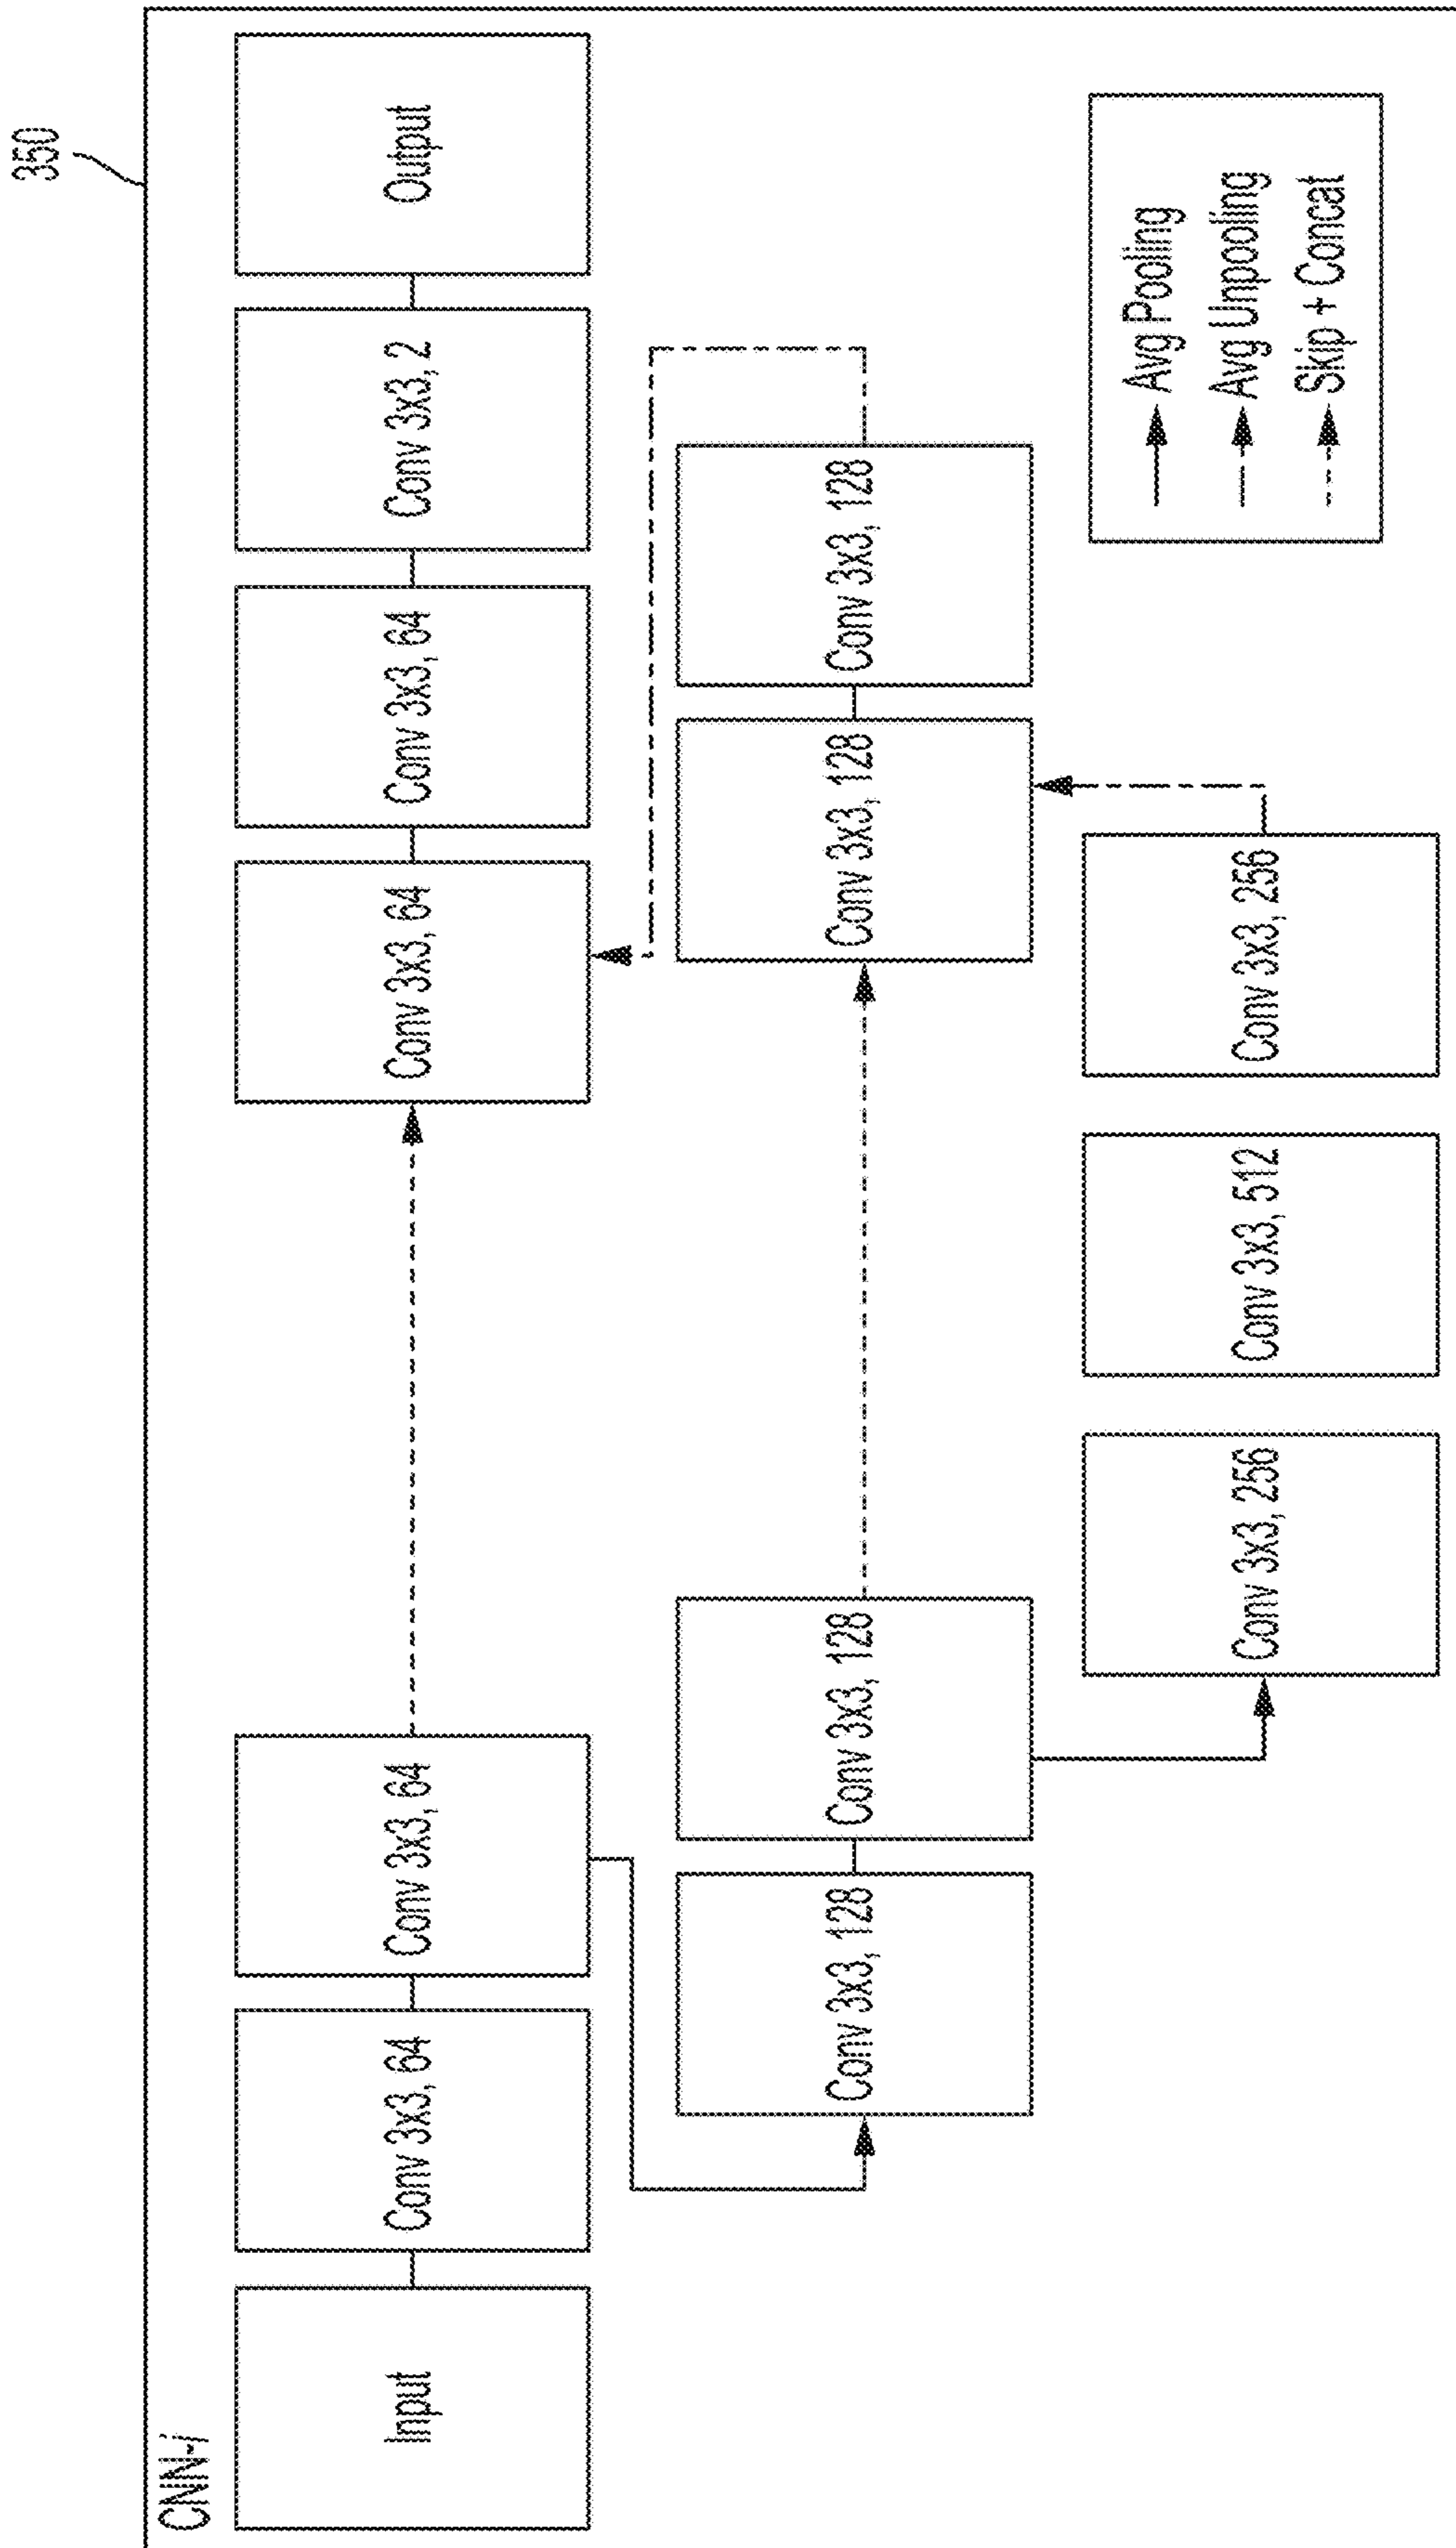 350
CNN-i
Input
Conv 3x3, 64
Conv 3x3, 64
Conv 3x3, 64
Conv 3x3, 64
Conv 3x3, 2
Output
Conv 3x3, 128
Conv 3x3, 128
Conv 3x3, 128
Conv 3x3, 128
Conv 3x3, 256
Conv 3x3, 512
Conv 3x3, 256
Avg Pooling
Avg Unpooling
Skip + Concat